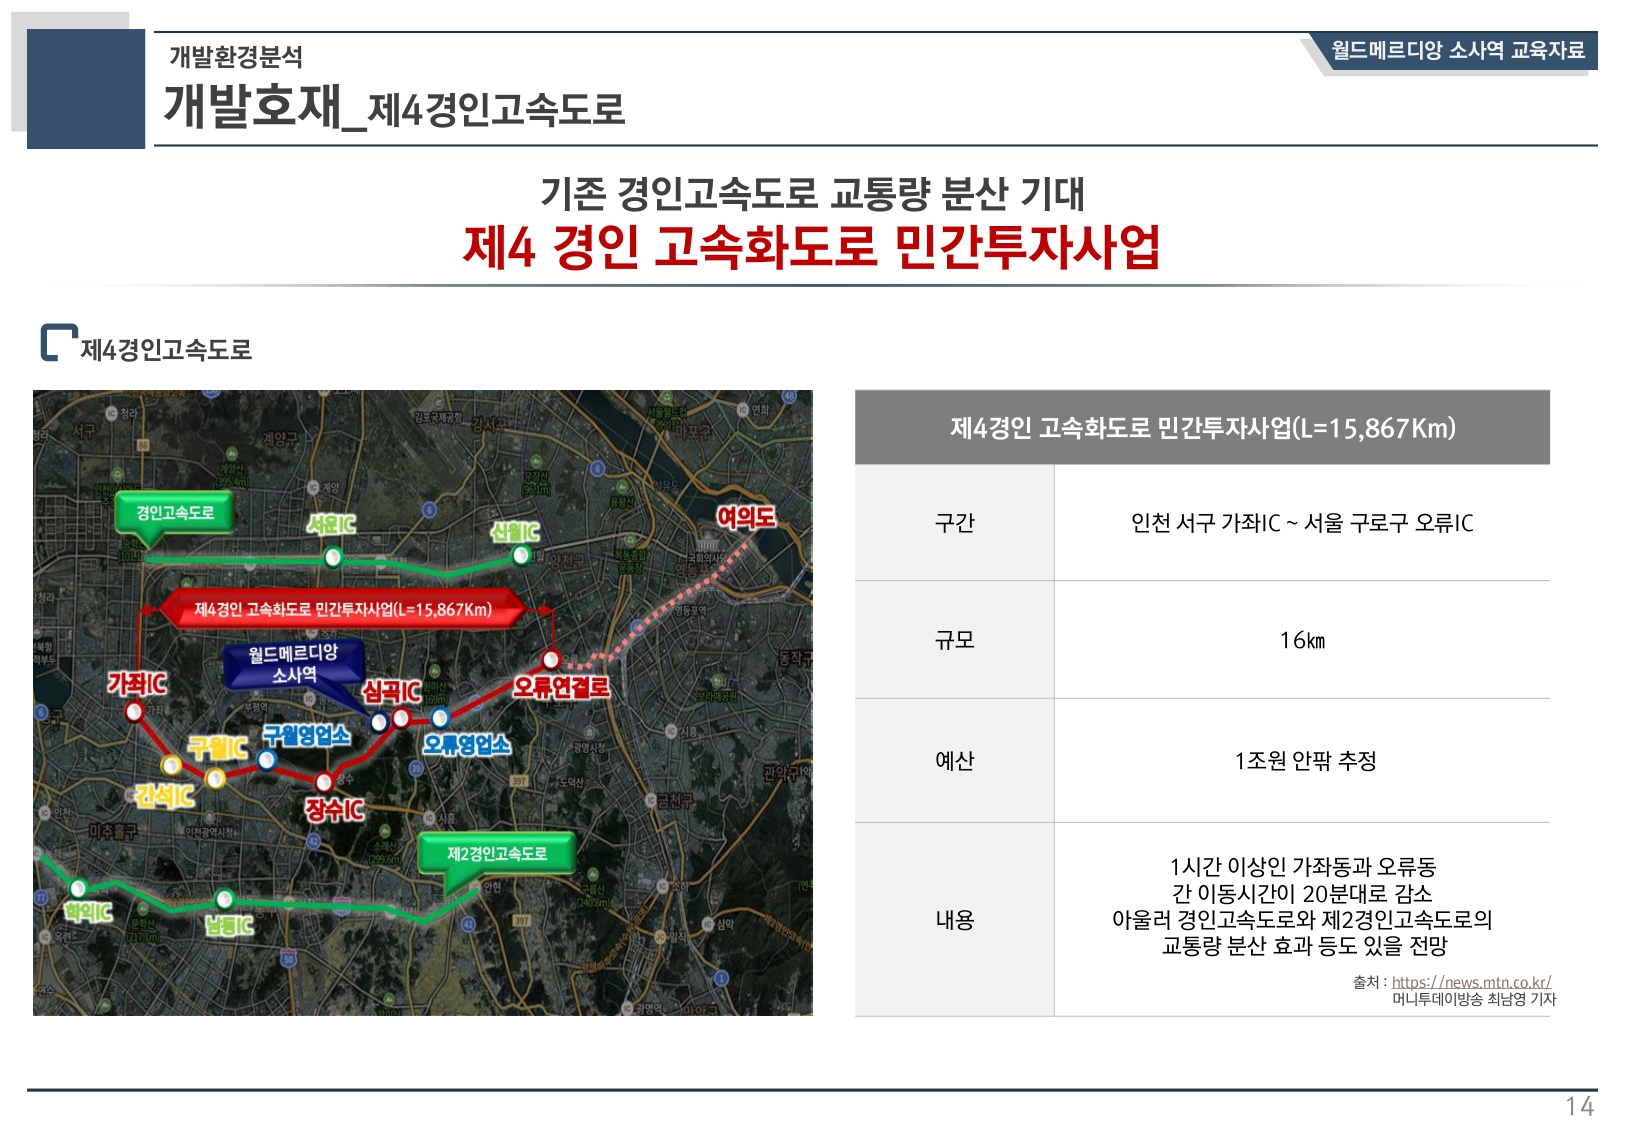 개발환경분석
월드메르디앙 소사역 교육자료
개발호재_제4경인고속도로
기존 경인고속도로 교통량 분산 기대
제4 경인 고속화도로 민간투자사업
제4경인고속도로
경인고속도로
서운IC
신월IC
여의도
제4경인 고속화도로 민간투자사업(L=15,867Km)
월드메르디앙
소사역
가좌IC
심곡IC
오류연결로
구월IC
구월영업소
오류영업소
간석IC
장수IC
제2경인고속도로
학익IC
남동IC
제4경인 고속화도로 민간투자사업(L=15,867Km)
구간
인천 서구 가좌IC ~ 서울 구로구 오류IC
규모
16㎞
예산
1조원 안팎 추정
내용
1시간 이상인 가좌동과 오류동
간 이동시간이 20분대로 감소
아울러 경인고속도로와 제2경인고속도로의
교통량 분산 효과 등도 있을 전망
출처 : https://news.mtn.co.kr/
머니투데이방송 최남영 기자
14